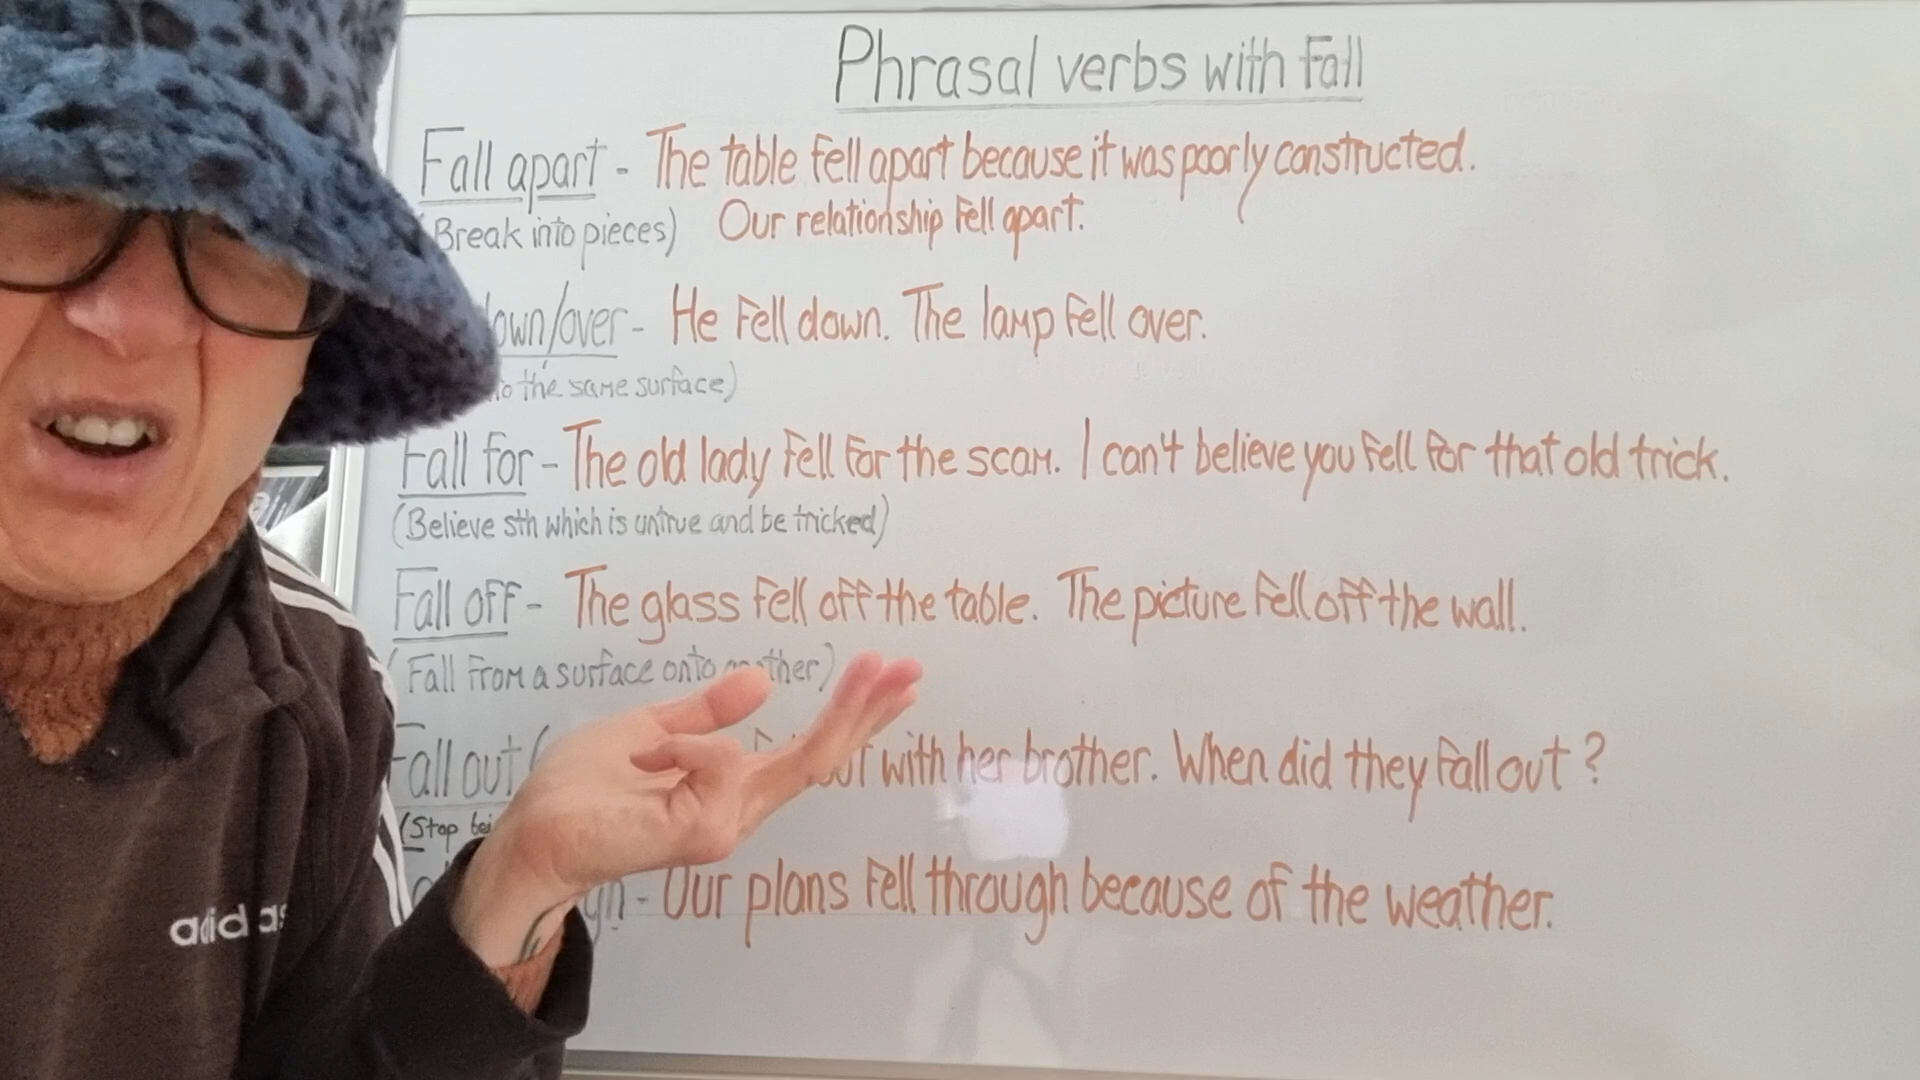 Phrasal verbs with Fall
Fall apart - The table fell apart because it was poorly constructed.
(Break into pieces) Our relationship fell apart.
own/over - He fell down. The lamp fell over.
to the same surface)
Fall for - The old lady fell for the scam. I can't believe you fell for that old trick.
(Believe sth which is untrue and be tricked)
Fall off - The glass fell off the table. The picture fell off the wall.
(Fall from a surface onto another)
Fall out ( with her brother. When did they fall out?
(Stop bei
gh - Our plans fell through because of the weather.
adidas